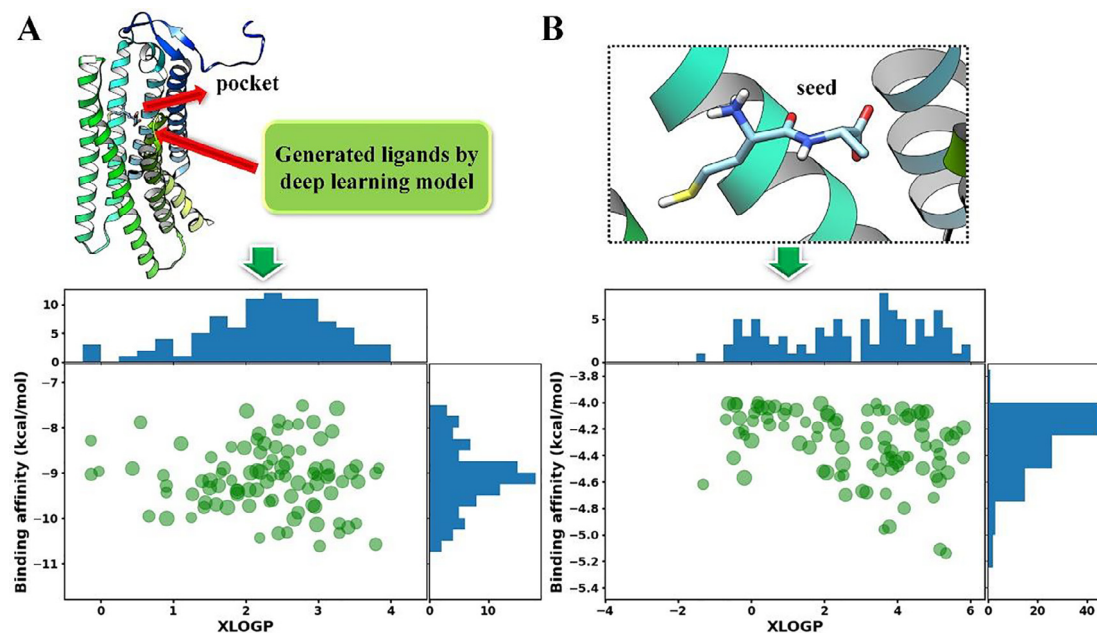 A
pocket
Generated ligands by
deep learning model
10
5
0
Binding affinity (kcal/mol)
−7
−8
−9
−10
−11
0 1 2 3 4
XLOGP
0 10
B
seed
5
0
Binding affinity (kcal/mol)
−3.8
−4.0
−4.2
−4.4
−4.6
−4.8
−5.0
−5.2
−5.4
−4 −2 0 2 4 6
XLOGP
0 20 40